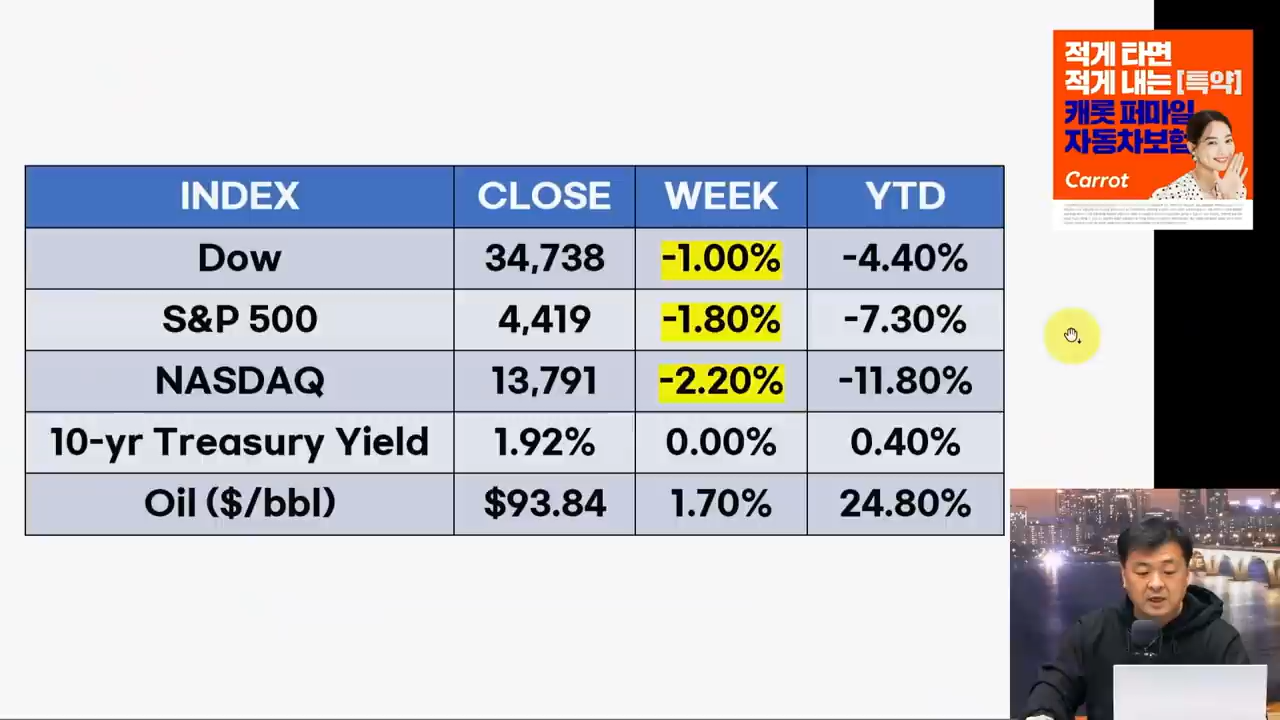 INDEX CLOSE WEEK YTD
Dow 34,738 -1.00% -4.40%
S&P 500 4,419 -1.80% -7.30%
NASDAQ 13,791 -2.20% -11.80%
10-yr Treasury Yield 1.92% 0.00% 0.40%
Oil ($/bbl) $93.84 1.70% 24.80%
적게 타면
적게 내는 [특약]
캐롯 퍼마일
자동차보험
Carrot